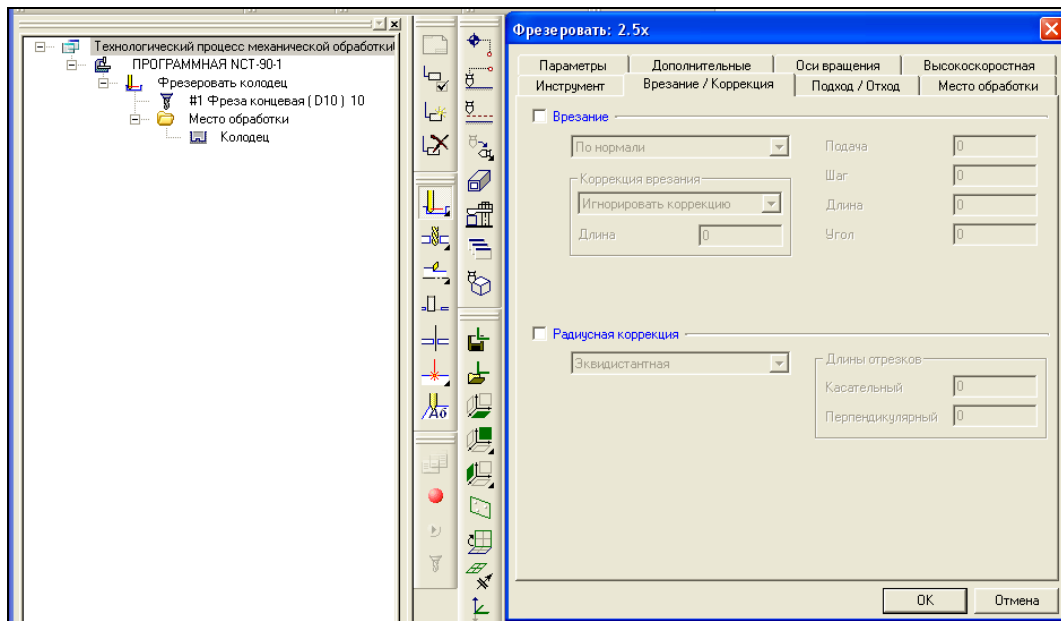 Технологический процесс механической обработки
ПРОГРАММНАЯ NCT-90-1
Фрезеровать колодец
#1 Фреза концевая ( D10 ) 10
Место обработки
Колодец
Фрезеровать: 2.5x
Параметры
Дополнительные
Оси вращения
Высокоскоростная
Инструмент
Врезание / Коррекция
Подход / Отход
Место обработки
Врезание
По нормали
Подача
0
Коррекция врезания
Шаг
0
Игнорировать коррекцию
Длина
0
Длина
0
Угол
0
Радиусная коррекция
Эквидистантная
Длины отрезков
Касательный
0
Перпендикулярный
0
OK
Отмена